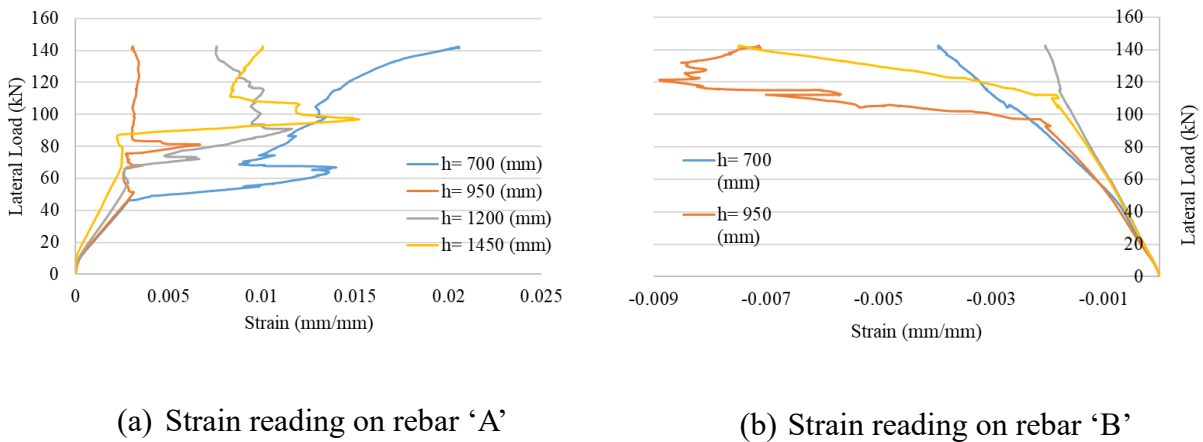 160
140
120
100
80
60
40
20
0
Lateral Load (kN)
0
0.005
0.01
0.015
0.02
0.025
Strain (mm/mm)
h= 700 (mm)
h= 950 (mm)
h= 1200 (mm)
h= 1450 (mm)
(a) Strain reading on rebar ‘A’
160
140
120
100
80
60
40
20
0
Lateral Load (kN)
-0.009
-0.007
-0.005
-0.003
-0.001
Strain (mm/mm)
h= 700
(mm)
h= 950
(mm)
(b) Strain reading on rebar ‘B’